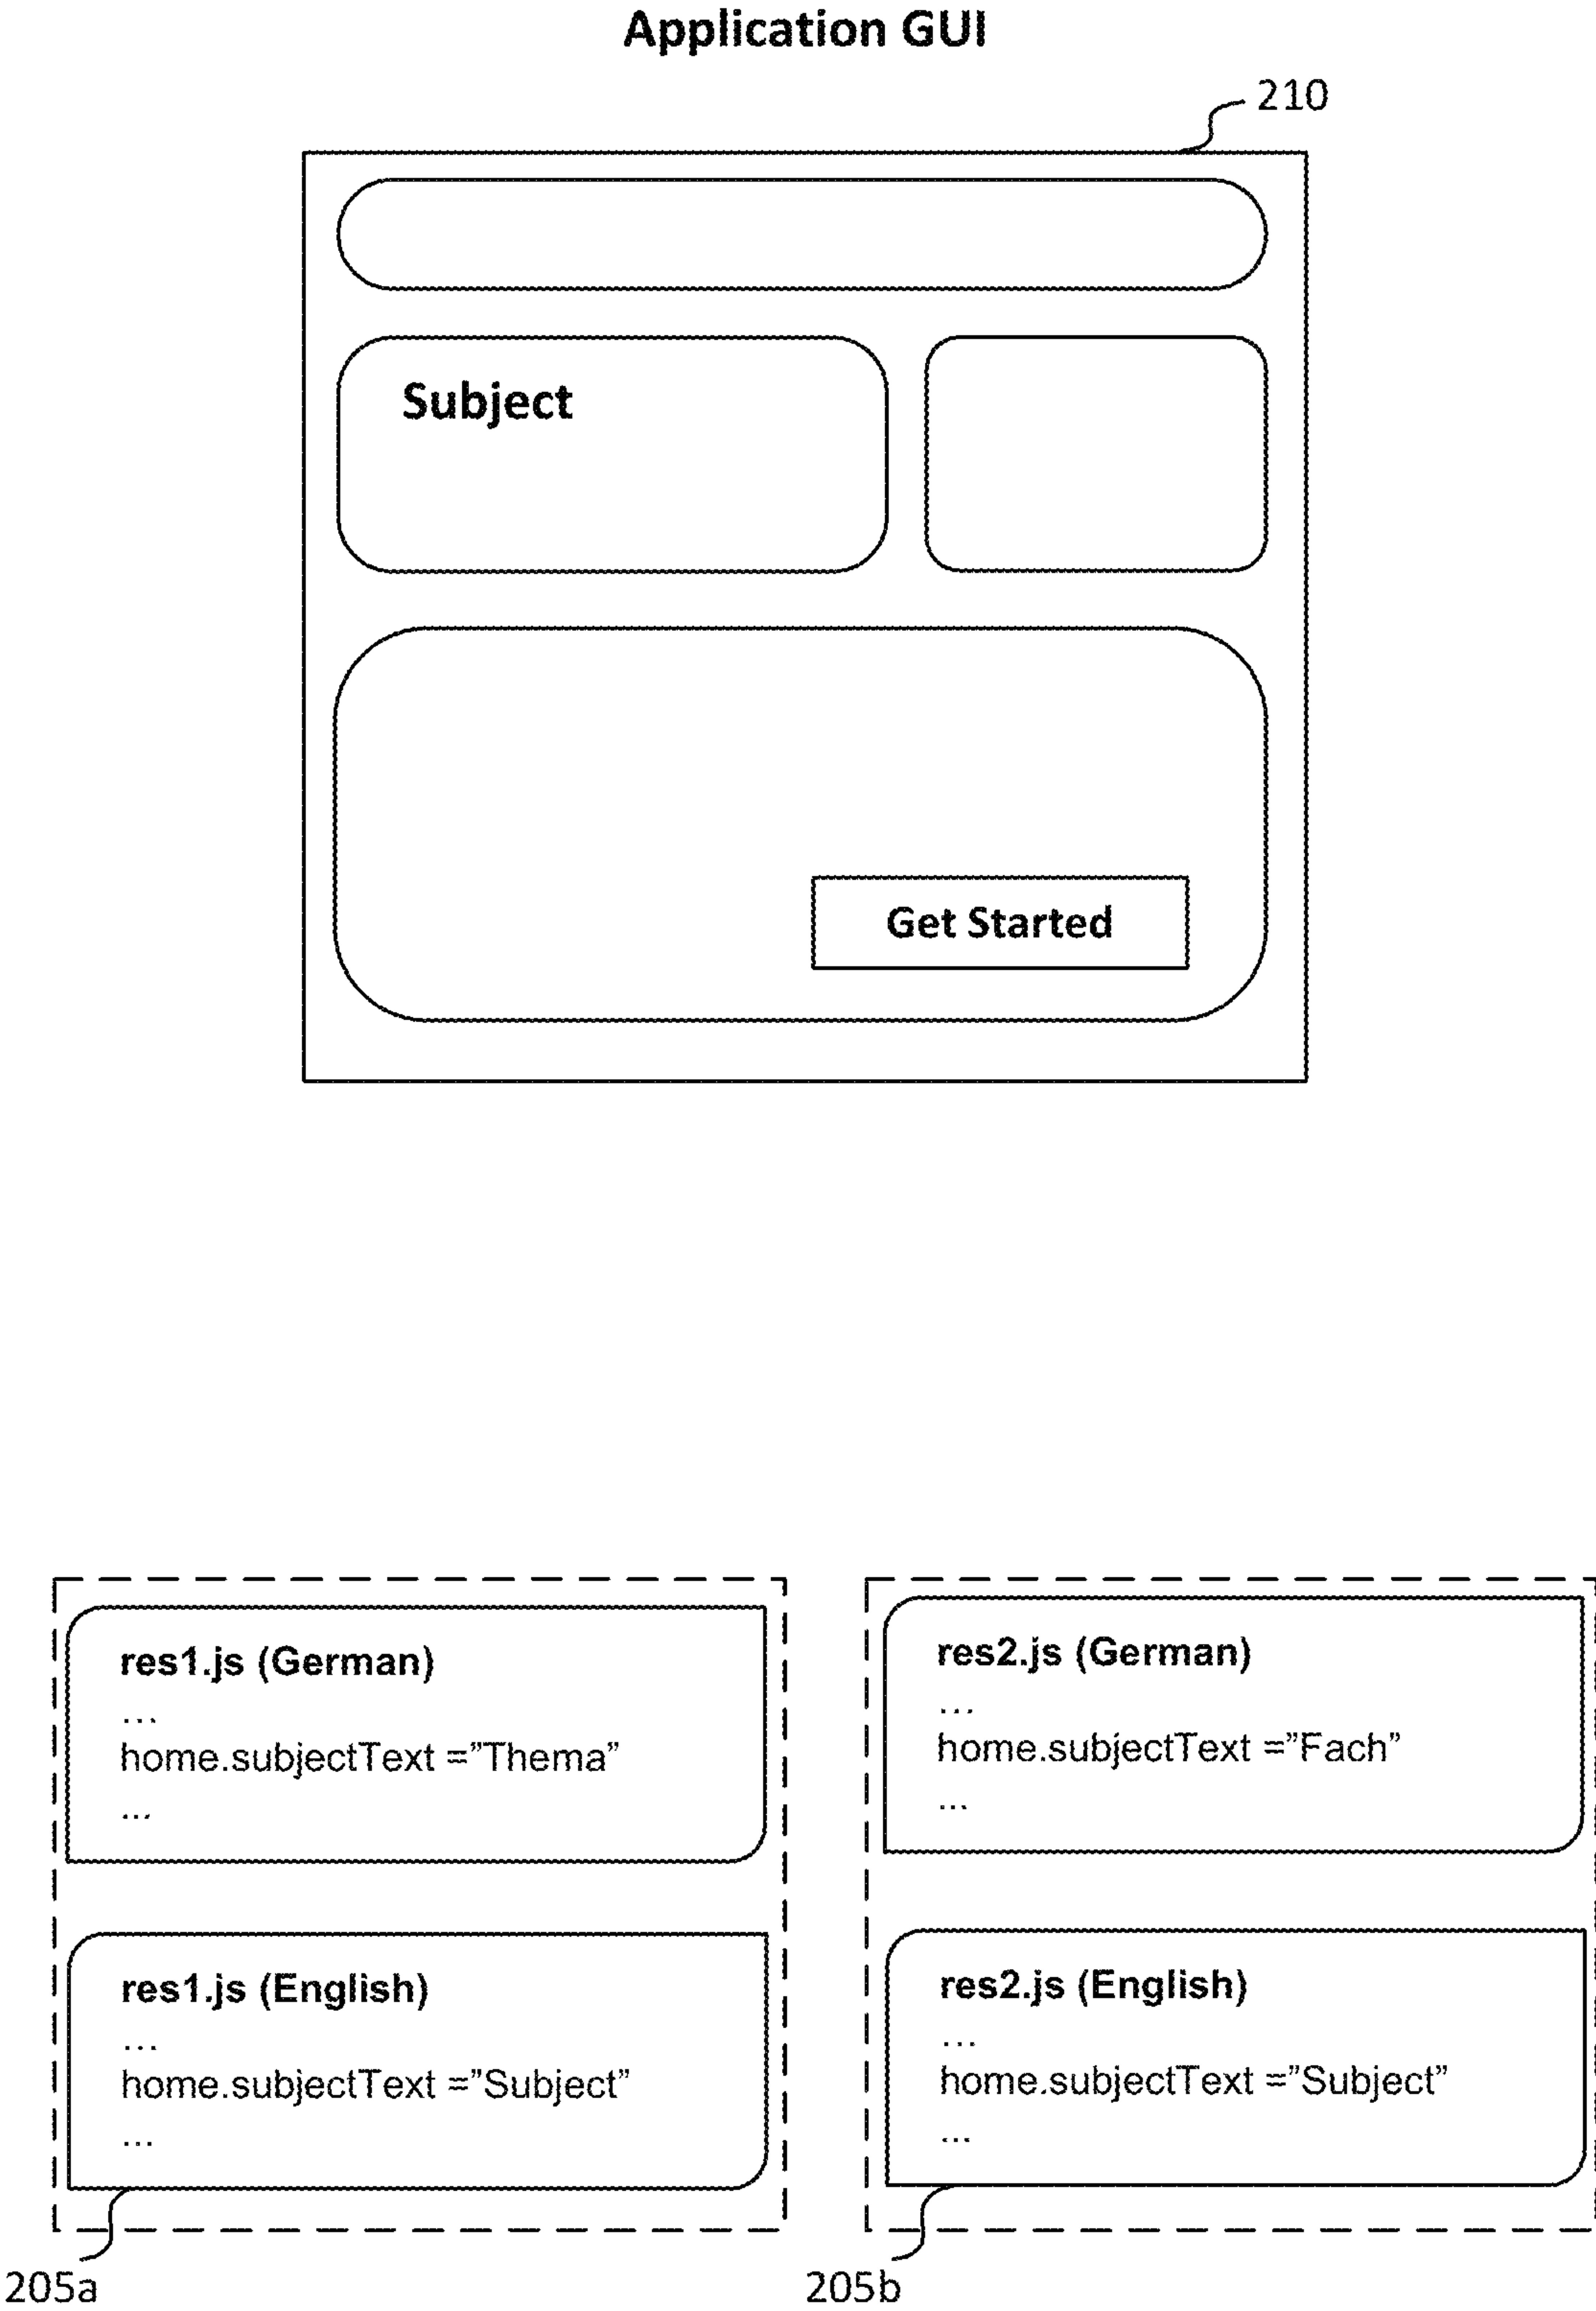 Application GUI
210
Subject
Get Started
res1.js (German)
...
home.subjectText =”Thema”
...
res1.js (English)
...
home.subjectText =”Subject”
...
205a
res2.js (German)
...
home.subjectText =”Fach”
...
res2.js (English)
...
home.subjectText =”Subject”
...
205b